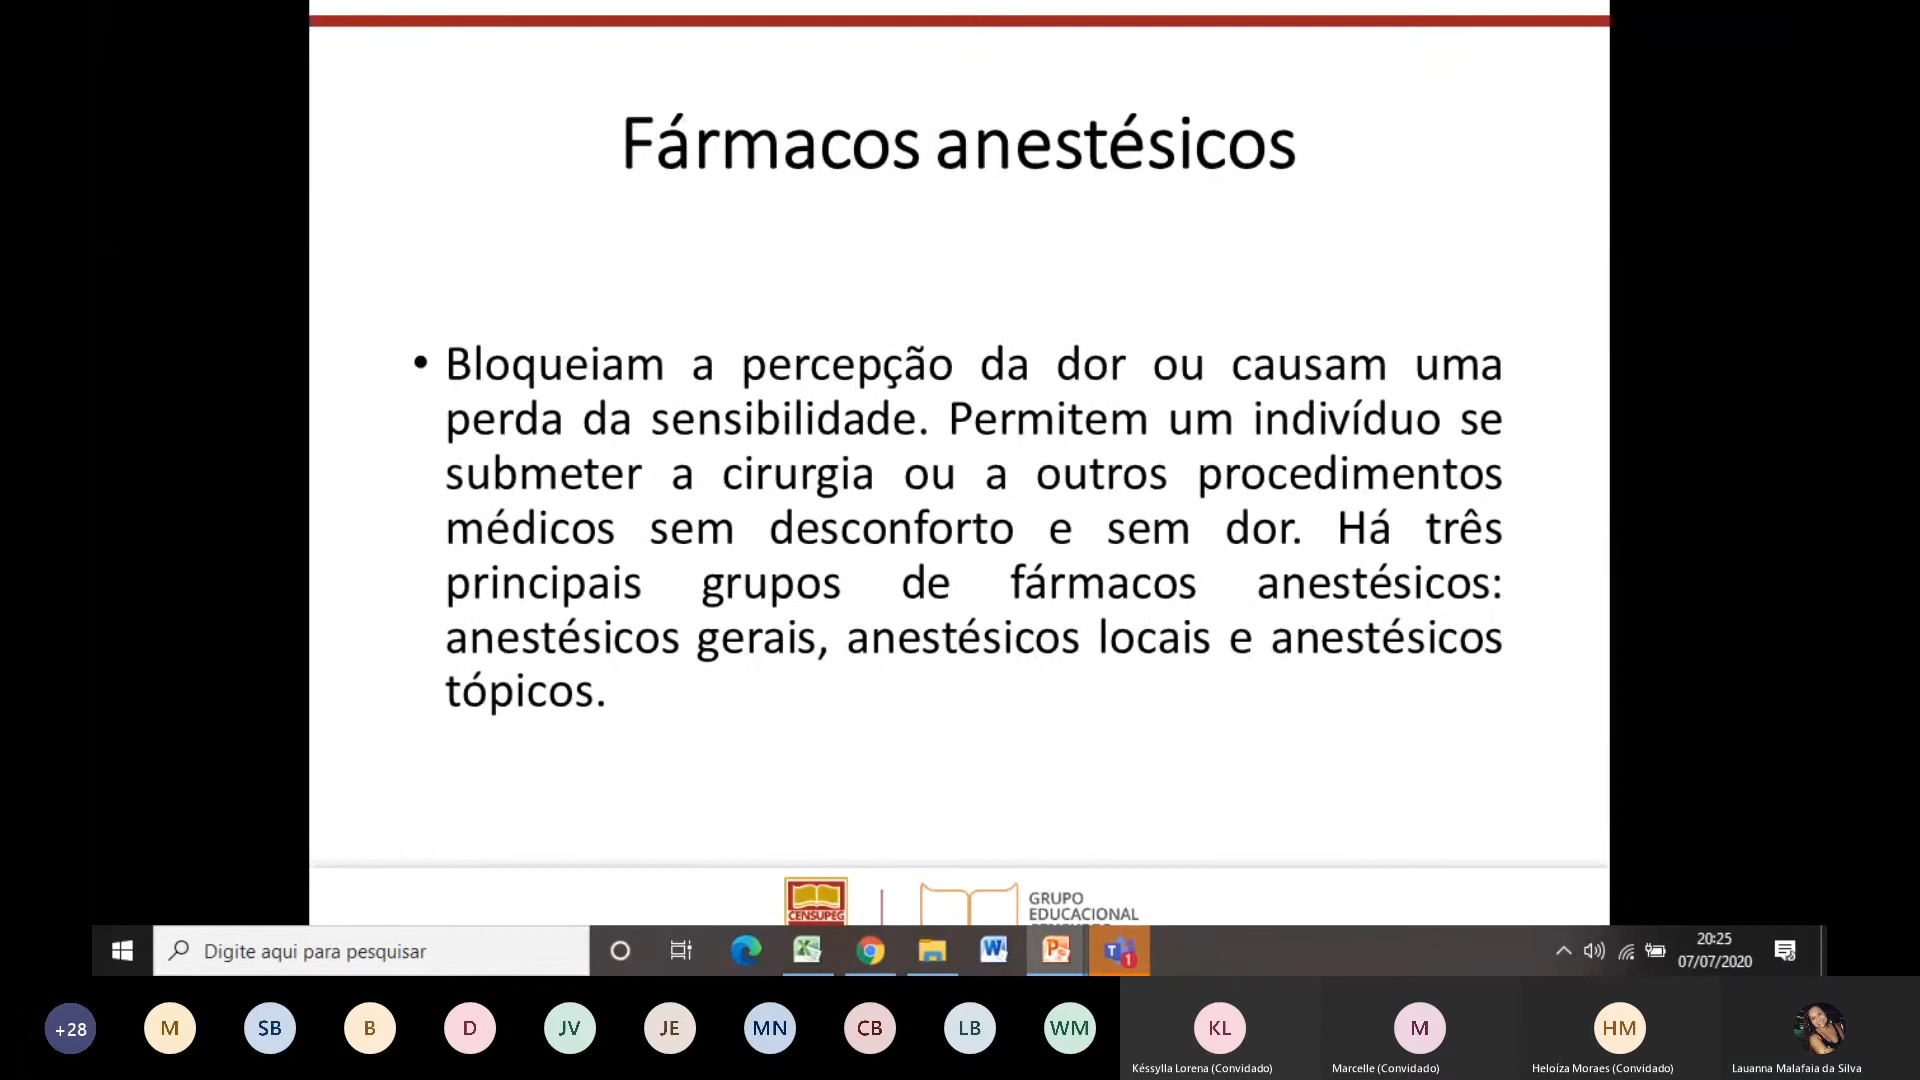 Fármacos anestésicos
• Bloqueiam a percepção da dor ou causam uma
perda da sensibilidade. Permitem um indivíduo se
submeter a cirurgia ou a outros procedimentos
médicos sem desconforto e sem dor. Há três
principais grupos de fármacos anestésicos:
anestésicos gerais, anestésicos locais e anestésicos
tópicos.
CENSUPEG
GRUPO
EDUCACIONAL
Digite aqui para pesquisar
1
20:25
07/07/2020
+28
M
SB
B
D
JV
JE
MN
CB
LB
WM
KL
M
HM
Késsylla Lorena (Convidado)
Marcelle (Convidado)
Heloíza Moraes (Convidado)
Lauanna Malafaia da Silva